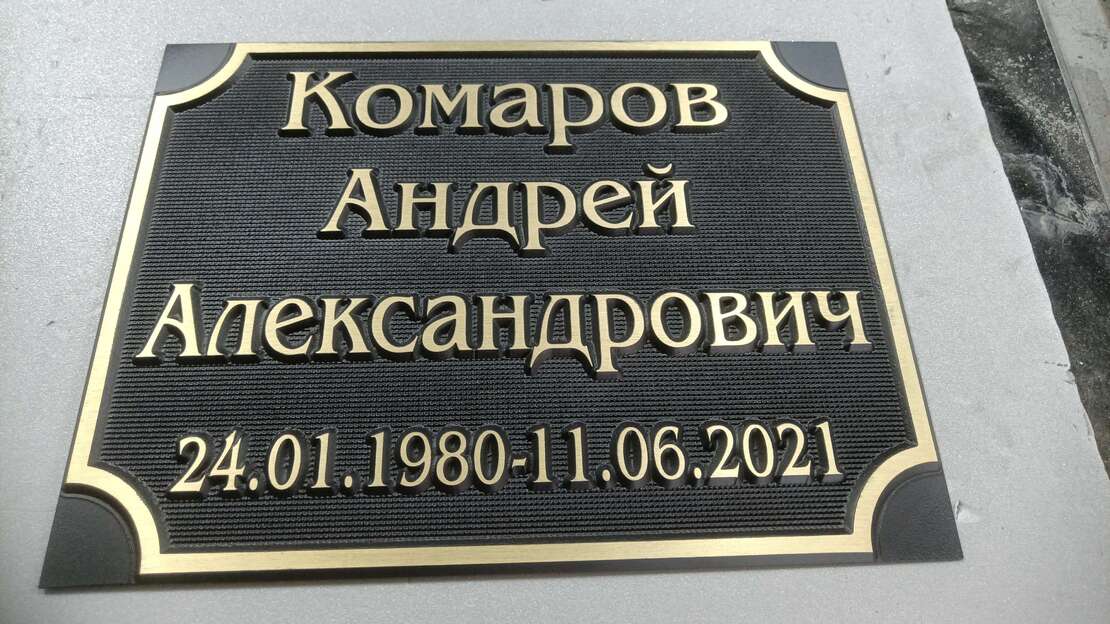 Комаров
Андрей
Александрович
24.01.1980-11.06.2021